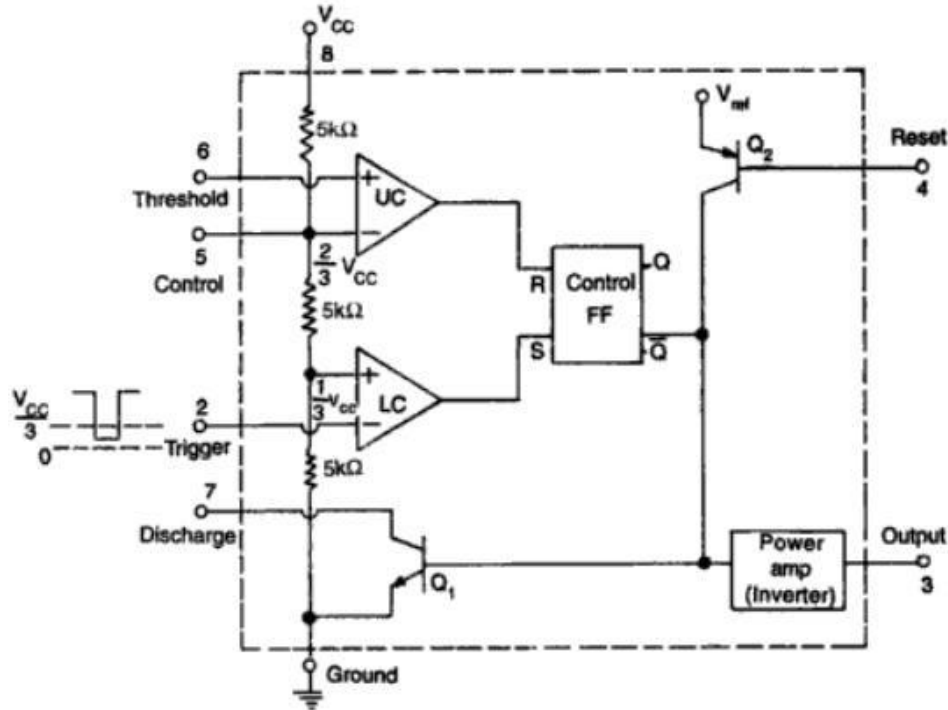 V_CC
8
5kΩ
V_ref
Q_2
Reset
4
6
Threshold
+
UC
−
5
Control
2/3 V_CC
R
Control
FF
Q
Q̅
S
5kΩ
+
LC
−
1/3 V_CC
V_CC/3
0
2
Trigger
5kΩ
7
Discharge
Q_1
Power
amp
(Inverter)
Output
3
Ground